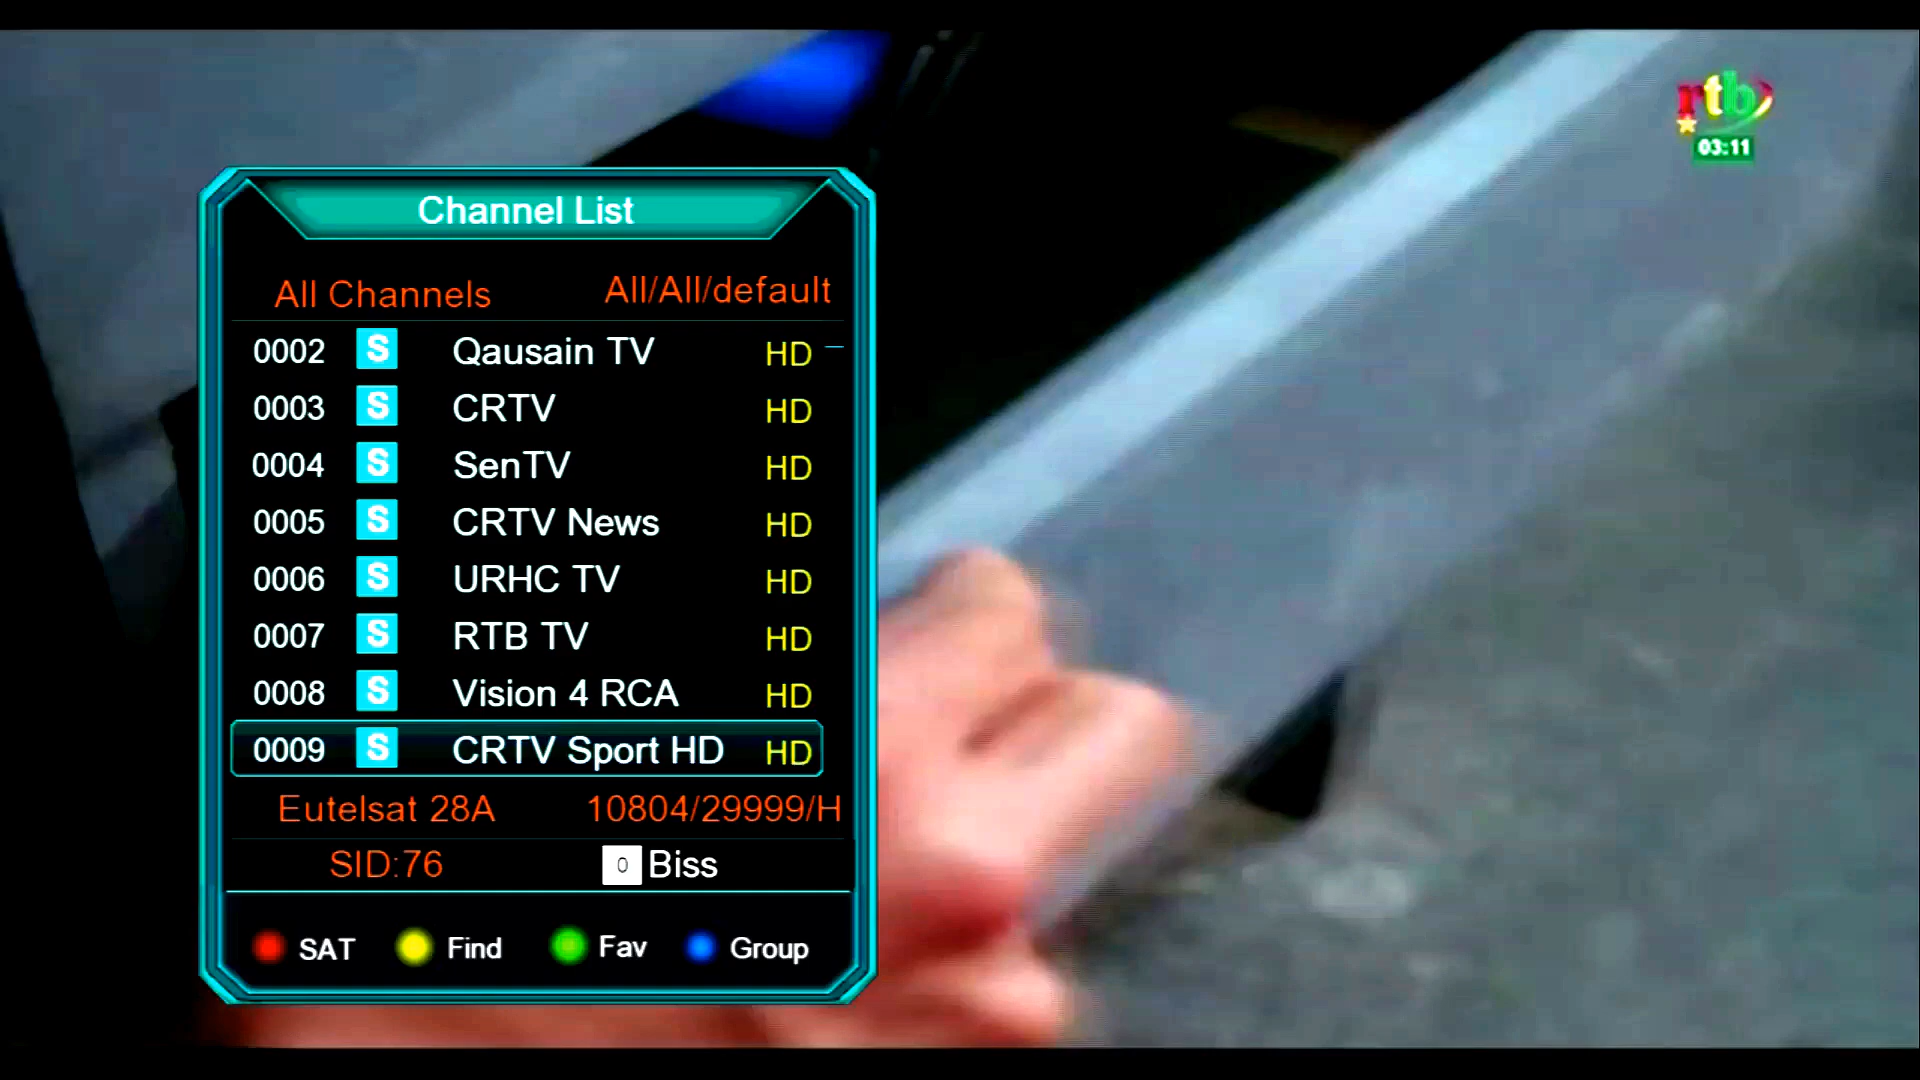 rtb
03:11
Channel List
All Channels All/All/default
0002 S Qausain TV HD
0003 S CRTV HD
0004 S SenTV HD
0005 S CRTV News HD
0006 S URHC TV HD
0007 S RTB TV HD
0008 S Vision 4 RCA HD
0009 S CRTV Sport HD HD
Eutelsat 28A 10804/29999/H
SID:76 0 Biss
SAT Find Fav Group